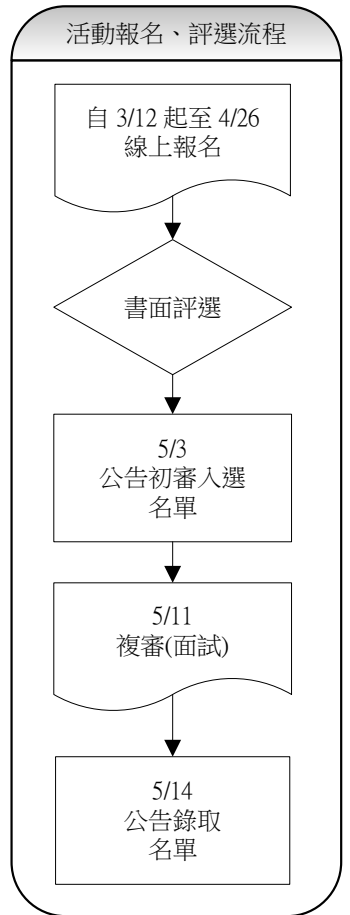 活動報名、評選流程
自 3/12 起至 4/26
線上報名
書面評選
5/3
公告初審入選
名單
5/11
複審(面試)
5/14
公告錄取
名單